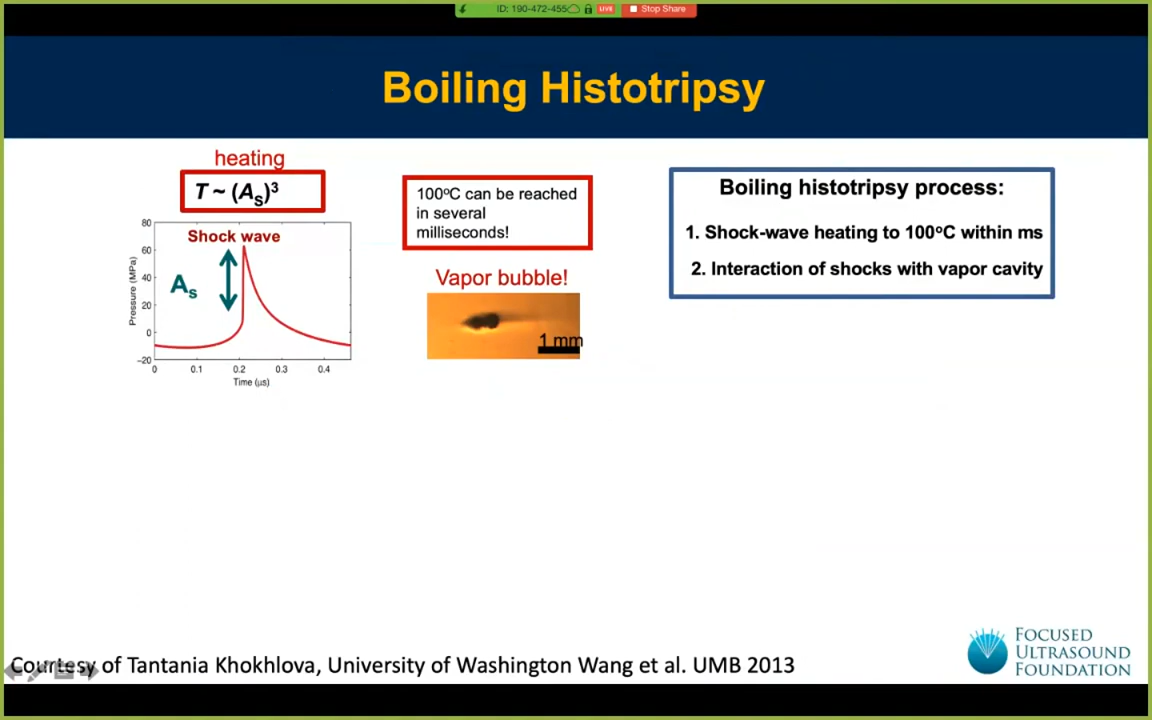 ID: 190-472-455
LIVE
Stop Share
Boiling Histotripsy
heating
T ~ (As)³
Shock wave
As
80
60
40
20
0
−20
Pressure (MPa)
0 0.1 0.2 0.3 0.4
Time (μs)
100°C can be reached
in several
milliseconds!
Vapor bubble!
1 mm
Boiling histotripsy process:
1. Shock-wave heating to 100°C within ms
2. Interaction of shocks with vapor cavity
Courtesy of Tantania Khokhlova, University of Washington Wang et al. UMB 2013
FOCUSED
ULTRASOUND
FOUNDATION